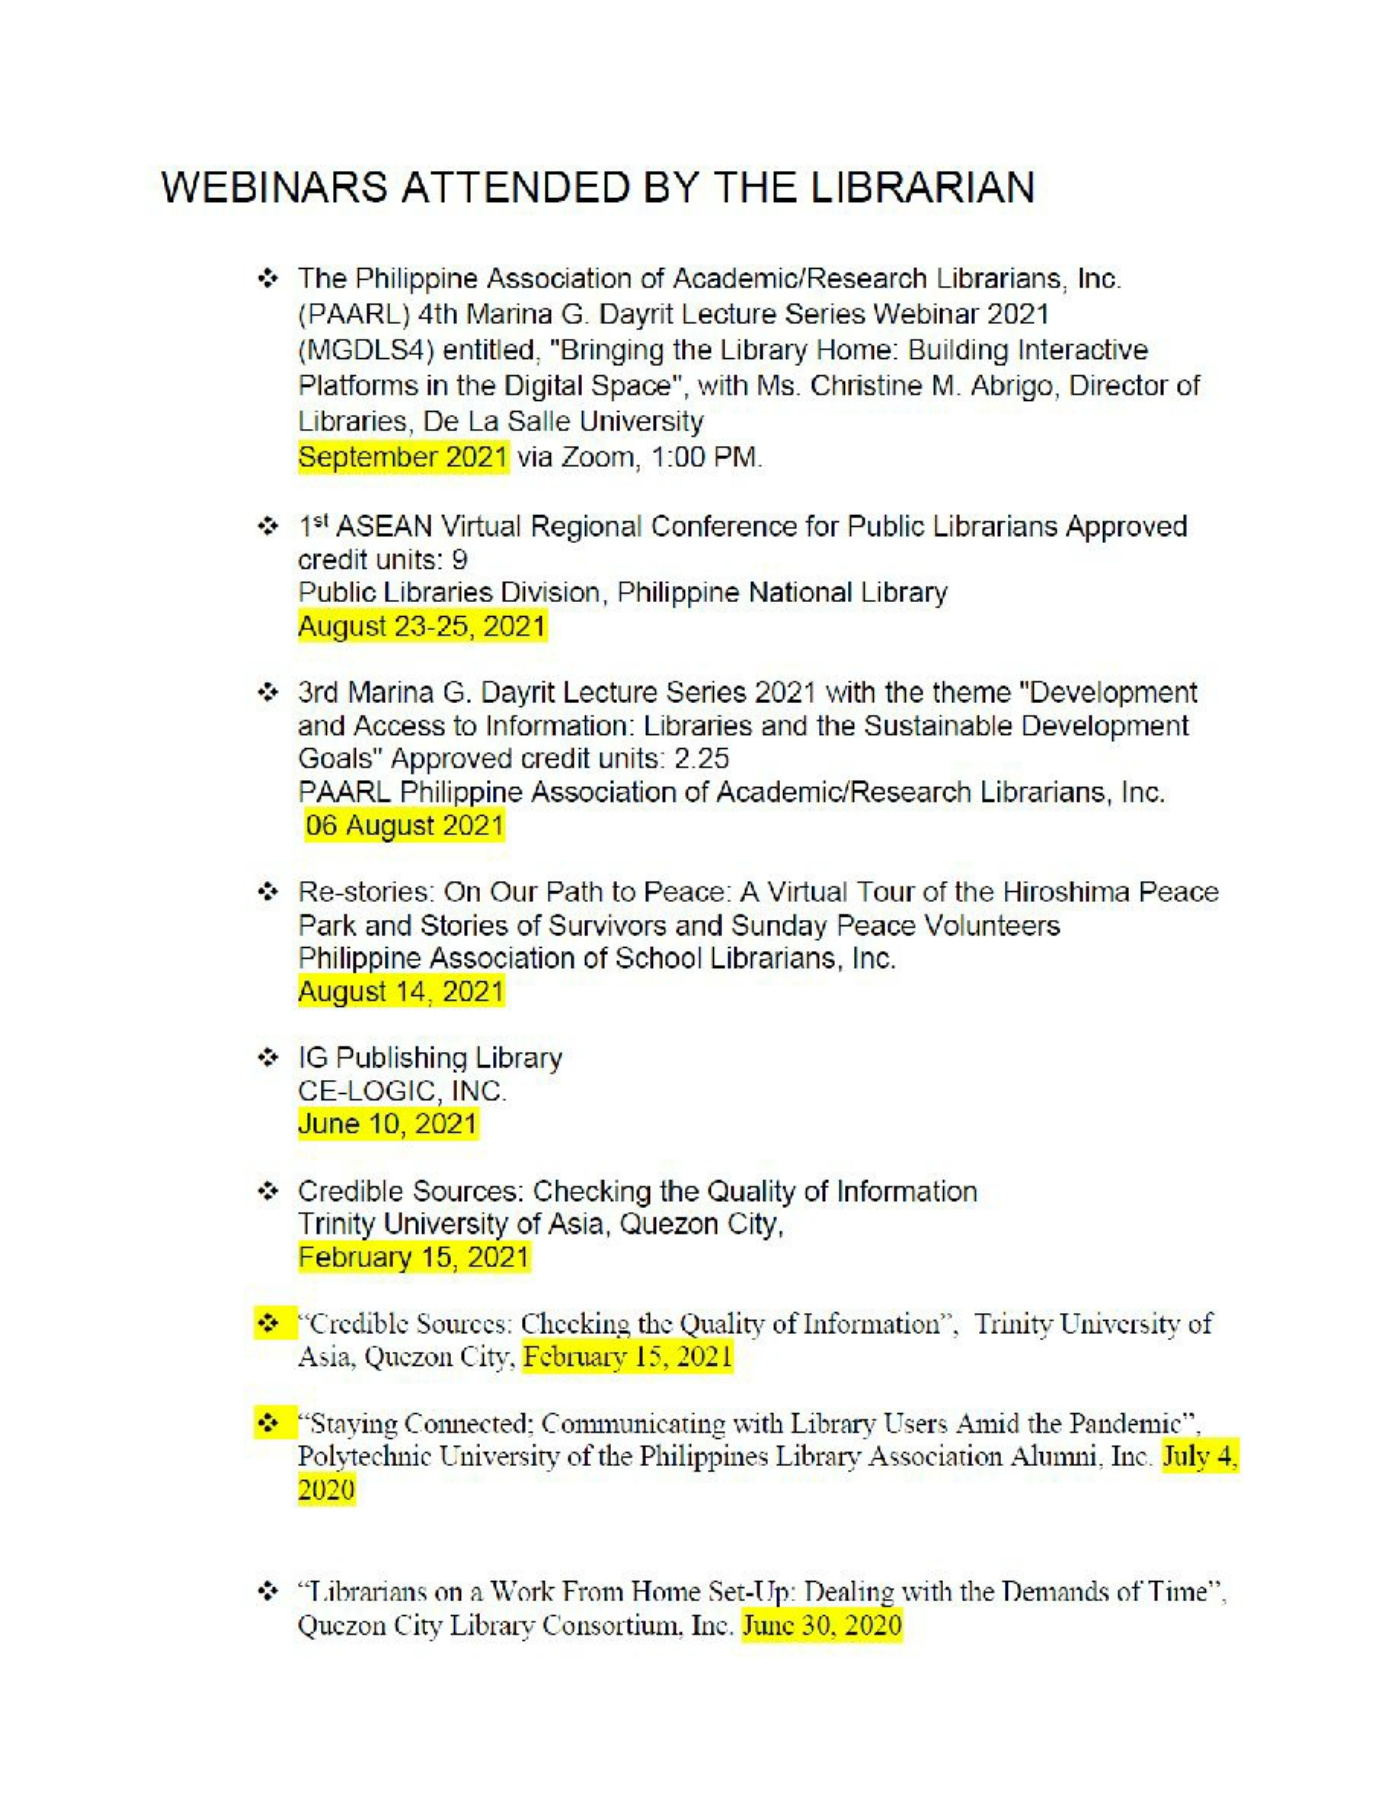 WEBINARS ATTENDED BY THE LIBRARIAN
❖ The Philippine Association of Academic/Research Librarians, Inc.
(PAARL) 4th Marina G. Dayrit Lecture Series Webinar 2021
(MGDLS4) entitled, "Bringing the Library Home: Building Interactive
Platforms in the Digital Space", with Ms. Christine M. Abrigo, Director of
Libraries, De La Salle University
September 2021 via Zoom, 1:00 PM.
❖ 1st ASEAN Virtual Regional Conference for Public Librarians Approved
credit units: 9
Public Libraries Division, Philippine National Library
August 23-25, 2021
❖ 3rd Marina G. Dayrit Lecture Series 2021 with the theme "Development
and Access to Information: Libraries and the Sustainable Development
Goals" Approved credit units: 2.25
PAARL Philippine Association of Academic/Research Librarians, Inc.
06 August 2021
❖ Re-stories: On Our Path to Peace: A Virtual Tour of the Hiroshima Peace
Park and Stories of Survivors and Sunday Peace Volunteers
Philippine Association of School Librarians, Inc.
August 14, 2021
❖ IG Publishing Library
CE-LOGIC, INC.
June 10, 2021
❖ Credible Sources: Checking the Quality of Information
Trinity University of Asia, Quezon City,
February 15, 2021
❖ “Credible Sources: Checking the Quality of Information”, Trinity University of
Asia, Quezon City, February 15, 2021
❖ “Staying Connected; Communicating with Library Users Amid the Pandemic”,
Polytechnic University of the Philippines Library Association Alumni, Inc. July 4,
2020
❖ “Librarians on a Work From Home Set-Up: Dealing with the Demands of Time”,
Quezon City Library Consortium, Inc. June 30, 2020